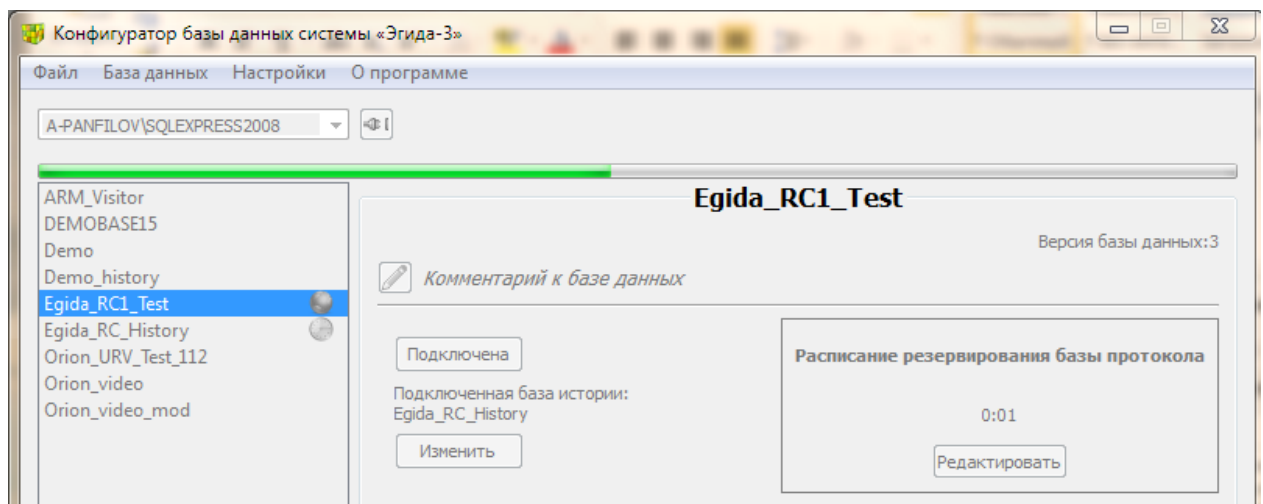 Конфигуратор базы данных системы «Эгида-3»
Файл База данных Настройки О программе
A-PANFILOV\SQLEXPRESS2008
ARM_Visitor
DEMOBASE15
Demo
Demo_history
Egida_RC1_Test
Egida_RC_History
Orion_URV_Test_112
Orion_video
Orion_video_mod
Egida_RC1_Test
Версия базы данных:3
Комментарий к базе данных
Подключена
Подключенная база истории:
Egida_RC_History
Изменить
Расписание резервирования базы протокола
0:01
Редактировать